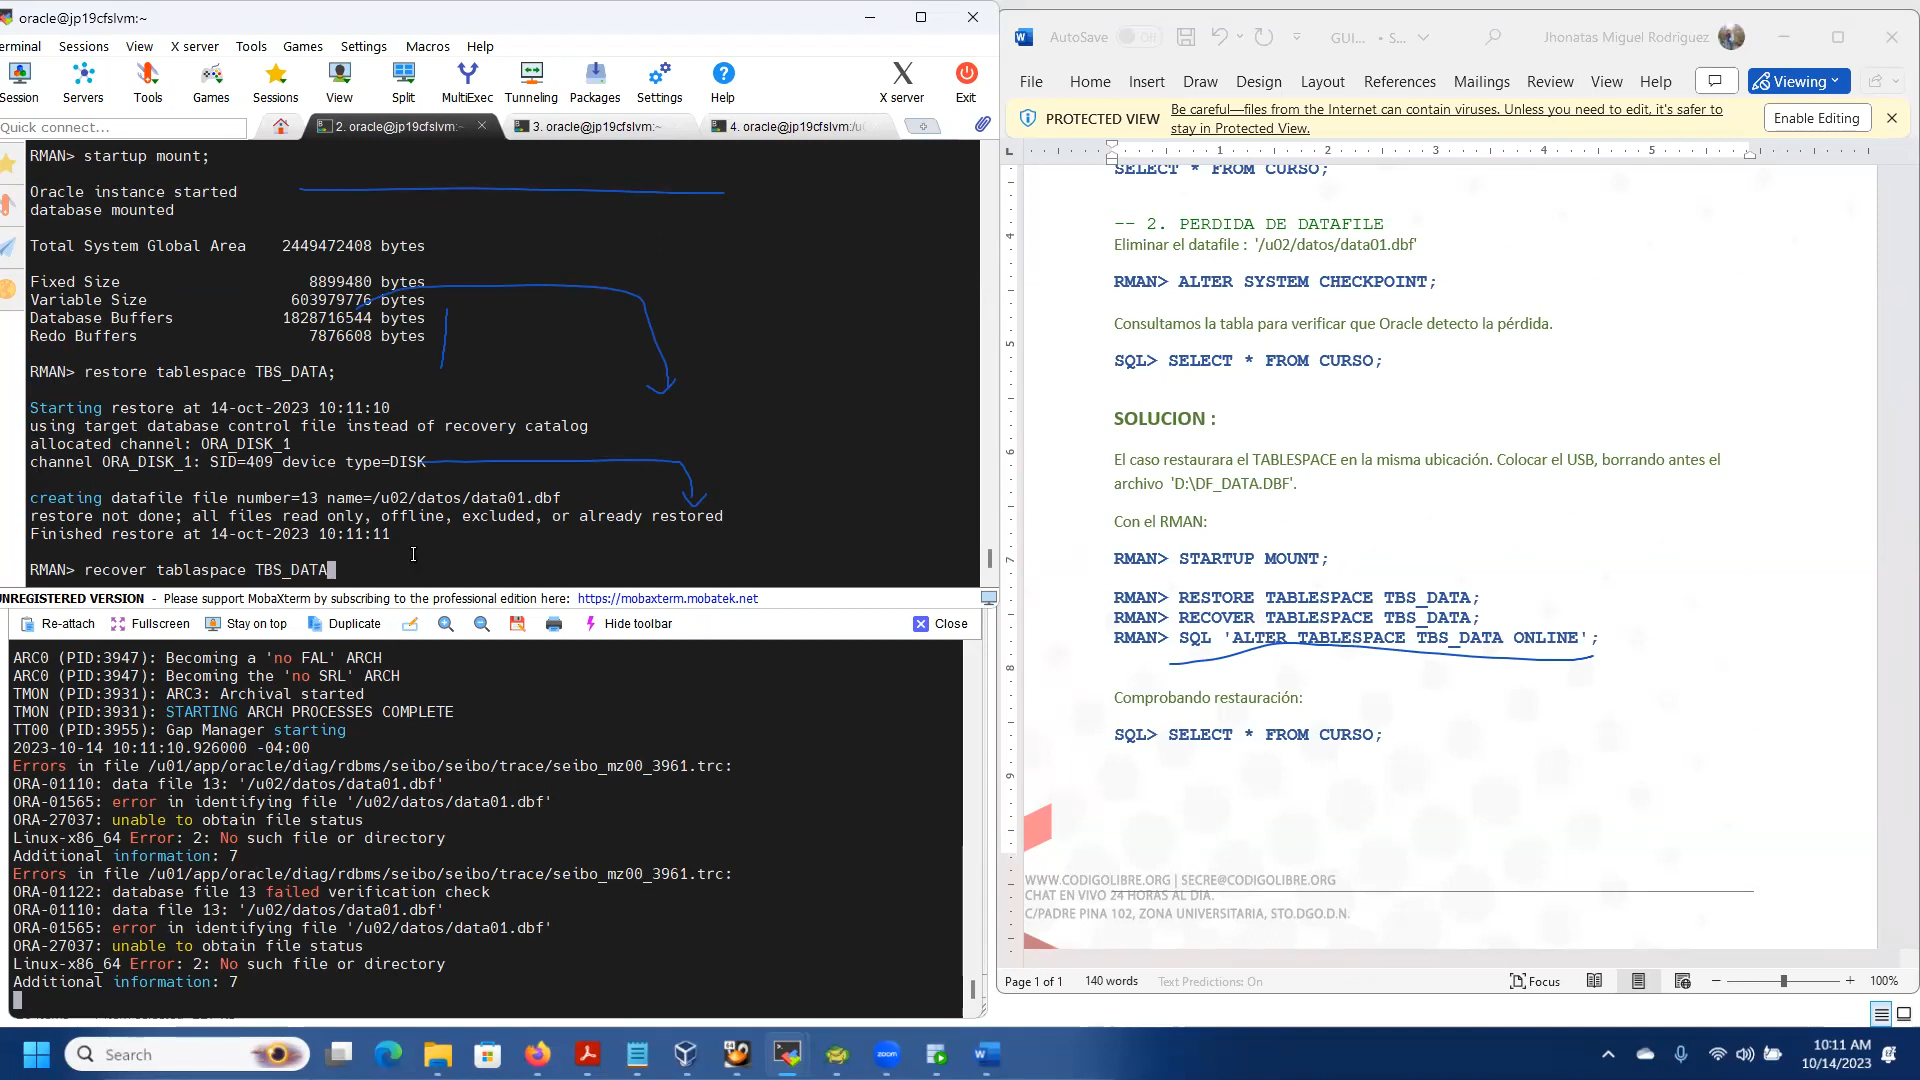 oracle@jp19cfslvm:~
erminal Sessions View X server Tools Games Settings Macros Help
Session Servers Tools Games Sessions View Split MultiExec Tunneling Packages Settings Help X server Exit
Quick connect...
2. oracle@jp19cfslvm:~
3. oracle@jp19cfslvm:~
4. oracle@jp19cfslvm:/u
RMAN> startup mount;
Oracle instance started
database mounted
Total System Global Area 2449472408 bytes
Fixed Size 8899480 bytes
Variable Size 603979776 bytes
Database Buffers 1828716544 bytes
Redo Buffers 7876608 bytes
RMAN> restore tablespace TBS_DATA;
Starting restore at 14-oct-2023 10:11:10
using target database control file instead of recovery catalog
allocated channel: ORA_DISK_1
channel ORA_DISK_1: SID=409 device type=DISK
creating datafile file number=13 name=/u02/datos/data01.dbf
restore not done; all files read only, offline, excluded, or already restored
Finished restore at 14-oct-2023 10:11:11
RMAN> recover tablaspace TBS_DATA
UNREGISTERED VERSION - Please support MobaXterm by subscribing to the professional edition here: https://mobaxterm.mobatek.net
Re-attach Fullscreen Stay on top Duplicate Hide toolbar Close
ARC0 (PID:3947): Becoming a 'no FAL' ARCH
ARC0 (PID:3947): Becoming the 'no SRL' ARCH
TMON (PID:3931): ARC3: Archival started
TMON (PID:3931): STARTING ARCH PROCESSES COMPLETE
TT00 (PID:3955): Gap Manager starting
2023-10-14 10:11:10.926000 -04:00
Errors in file /u01/app/oracle/diag/rdbms/seibo/seibo/trace/seibo_mz00_3961.trc:
ORA-01110: data file 13: '/u02/datos/data01.dbf'
ORA-01565: error in identifying file '/u02/datos/data01.dbf'
ORA-27037: unable to obtain file status
Linux-x86_64 Error: 2: No such file or directory
Additional information: 7
Errors in file /u01/app/oracle/diag/rdbms/seibo/seibo/trace/seibo_mz00_3961.trc:
ORA-01122: database file 13 failed verification check
ORA-01110: data file 13: '/u02/datos/data01.dbf'
ORA-01565: error in identifying file '/u02/datos/data01.dbf'
ORA-27037: unable to obtain file status
Linux-x86_64 Error: 2: No such file or directory
Additional information: 7
AutoSave Off GUI... • S... Jhonatas Miguel Rodriguez
File Home Insert Draw Design Layout References Mailings Review View Help Viewing
PROTECTED VIEW Be careful—files from the Internet can contain viruses. Unless you need to edit, it's safer to
stay in Protected View. Enable Editing
1 2 3 4 5
SELECT * FROM CURSO;
-- 2. PERDIDA DE DATAFILE
Eliminar el datafile : '/u02/datos/data01.dbf'
RMAN> ALTER SYSTEM CHECKPOINT;
Consultamos la tabla para verificar que Oracle detecto la pérdida.
SQL> SELECT * FROM CURSO;
SOLUCION :
El caso restaurara el TABLESPACE en la misma ubicación. Colocar el USB, borrando antes el
archivo 'D:\DF_DATA.DBF'.
Con el RMAN:
RMAN> STARTUP MOUNT;
RMAN> RESTORE TABLESPACE TBS_DATA;
RMAN> RECOVER TABLESPACE TBS_DATA;
RMAN> SQL 'ALTER TABLESPACE TBS_DATA ONLINE';
Comprobando restauración:
SQL> SELECT * FROM CURSO;
WWW.CODIGOLIBRE.ORG | SECRE@CODIGOLIBRE.ORG
CHAT EN VIVO 24 HORAS AL DIA.
C/PADRE PINA 102, ZONA UNIVERSITARIA, STO.DGO.D.N.
Page 1 of 1 140 words Text Predictions: On Focus 100%
Search
zoom
10:11 AM
10/14/2023